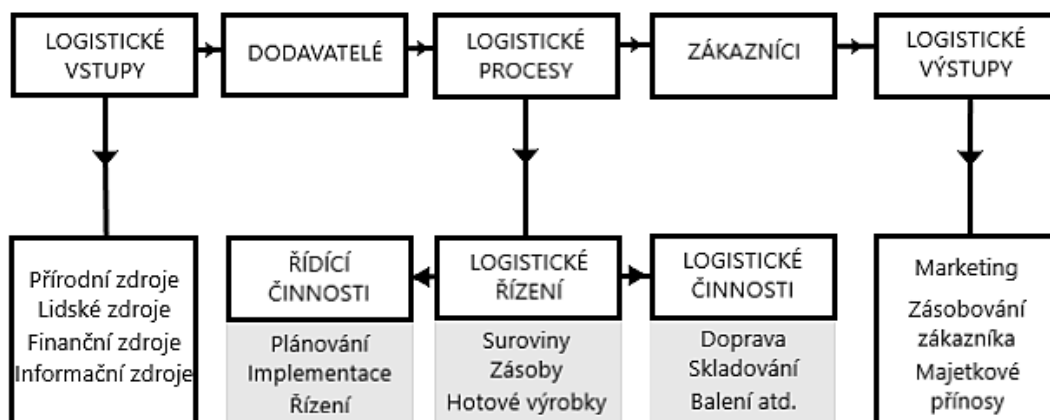 LOGISTICKÉ
VSTUPY
DODAVATELÉ
LOGISTICKÉ
PROCESY
ZÁKAZNÍCI
LOGISTICKÉ
VÝSTUPY
Přírodní zdroje
Lidské zdroje
Finanční zdroje
Informační zdroje
ŘÍDÍCÍ
ČINNOSTI
Plánování
Implementace
Řízení
LOGISTICKÉ
ŘÍZENÍ
Suroviny
Zásoby
Hotové výrobky
LOGISTICKÉ
ČINNOSTI
Doprava
Skladování
Balení atd.
Marketing
Zásobování
zákazníka
Majetkové
přínosy